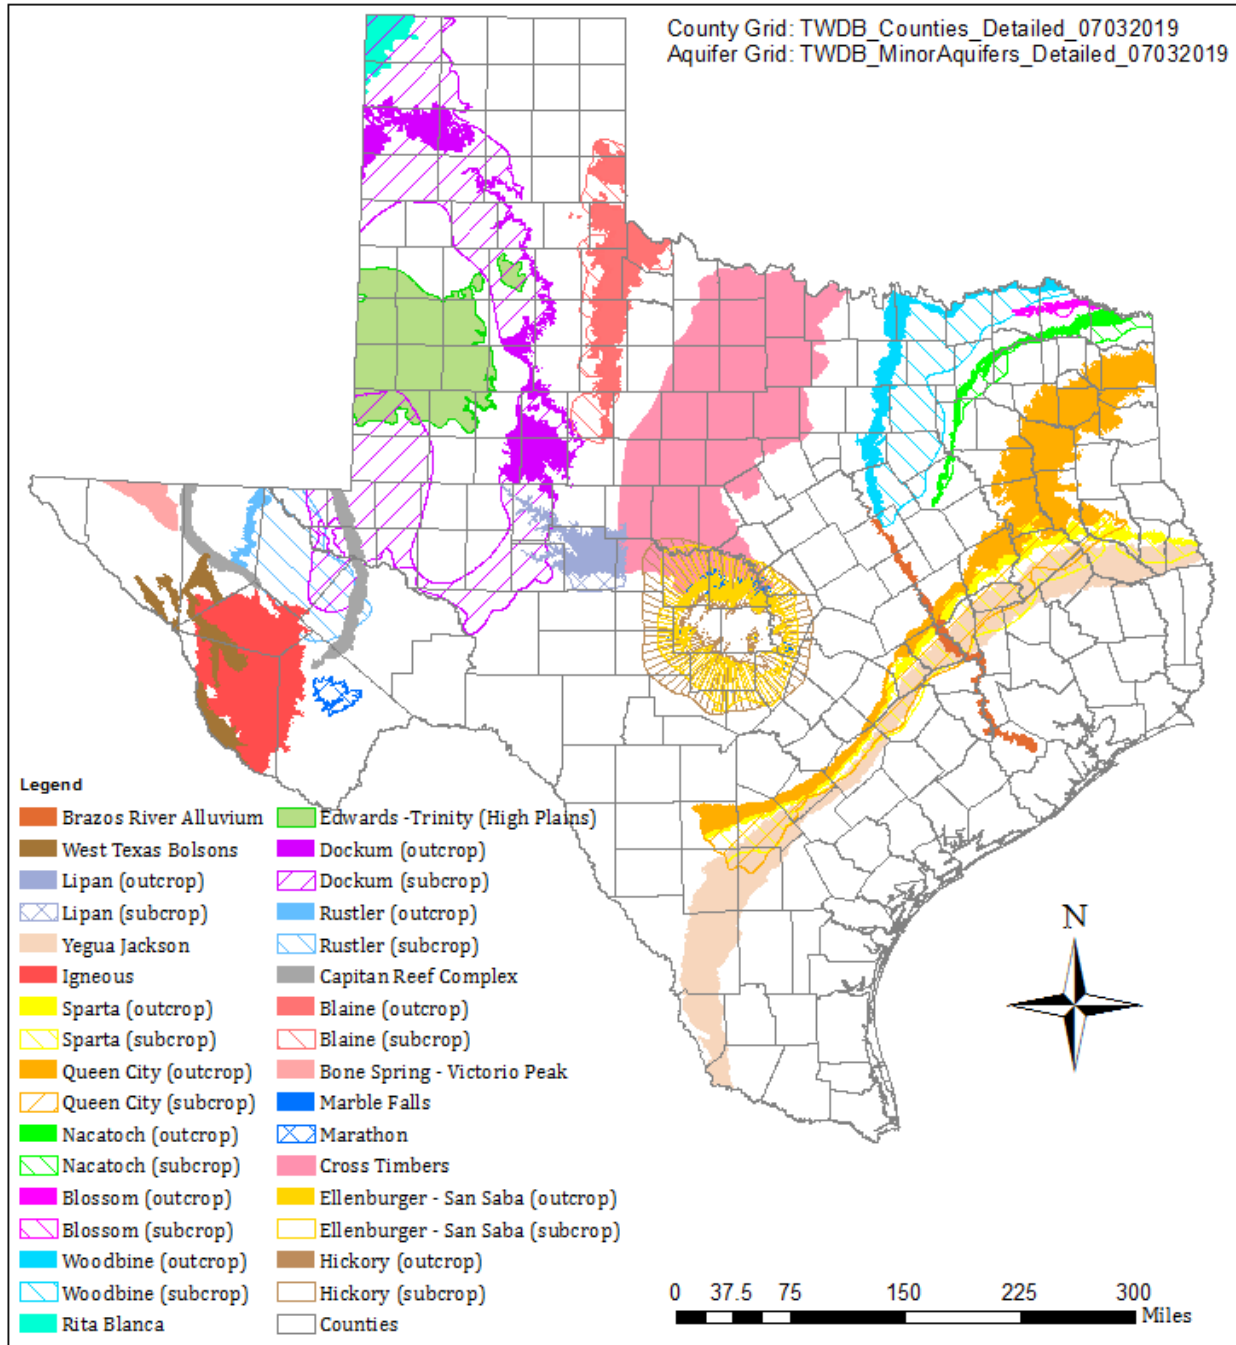 County Grid: TWDB_Counties_Detailed_07032019
Aquifer Grid: TWDB_MinorAquifers_Detailed_07032019
Legend
Brazos River Alluvium
West Texas Bolsons
Lipan (outcrop)
Lipan (subcrop)
Yegua Jackson
Igneous
Sparta (outcrop)
Sparta (subcrop)
Queen City (outcrop)
Queen City (subcrop)
Nacatoch (outcrop)
Nacatoch (subcrop)
Blossom (outcrop)
Blossom (subcrop)
Woodbine (outcrop)
Woodbine (subcrop)
Rita Blanca
Edwards -Trinity (High Plains)
Dockum (outcrop)
Dockum (subcrop)
Rustler (outcrop)
Rustler (subcrop)
Capitan Reef Complex
Blaine (outcrop)
Blaine (subcrop)
Bone Spring - Victorio Peak
Marble Falls
Marathon
Cross Timbers
Ellenburger - San Saba (outcrop)
Ellenburger - San Saba (subcrop)
Hickory (outcrop)
Hickory (subcrop)
Counties
N
0 37.5 75 150 225 300
Miles